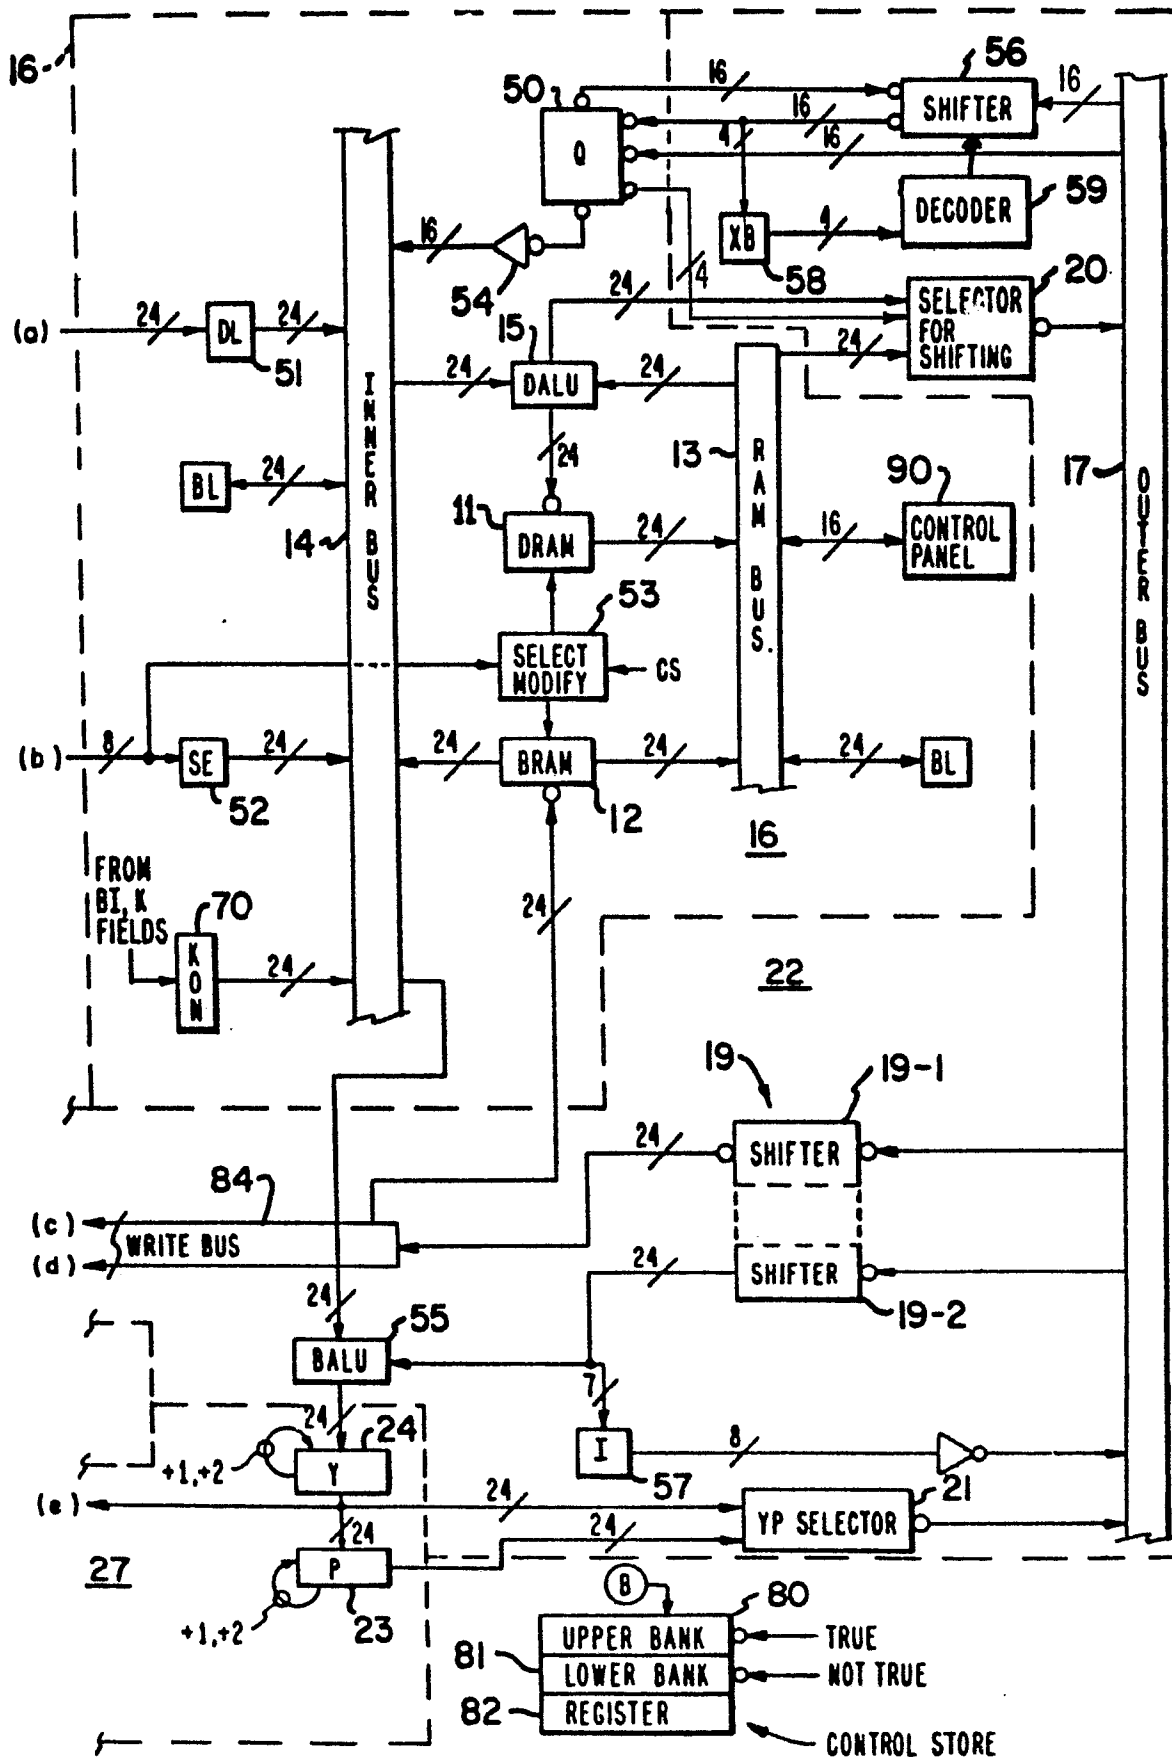 16
50
16
56
SHIFTER
16
Q
16
4
16
DECODER
59
XB
4
58
16
54
4
24
SELECTOR
FOR
SHIFTING
20
(a)
24
DL
24
51
15
24
DALU
24
24
24
INNER BUS
14
BL
24
11
DRAM
24
13
RAM BUS.
16
90
CONTROL
PANEL
17
OUTER BUS
53
SELECT
MODIFY
CS
(b)
8
SE
24
52
24
BRAM
24
12
24
BL
16
FROM
BI, K
FIELDS
70
KON
24
24
22
19
19-1
24
SHIFTER
84
(c)
WRITE BUS
(d)
24
SHIFTER
19-2
24
55
BALU
7
24
24
Y
+1,+2
I
57
8
(e)
24
21
YP SELECTOR
24
24
P
27
+1,+2
23
B
80
UPPER BANK
TRUE
81
LOWER BANK
NOT TRUE
82
REGISTER
CONTROL STORE